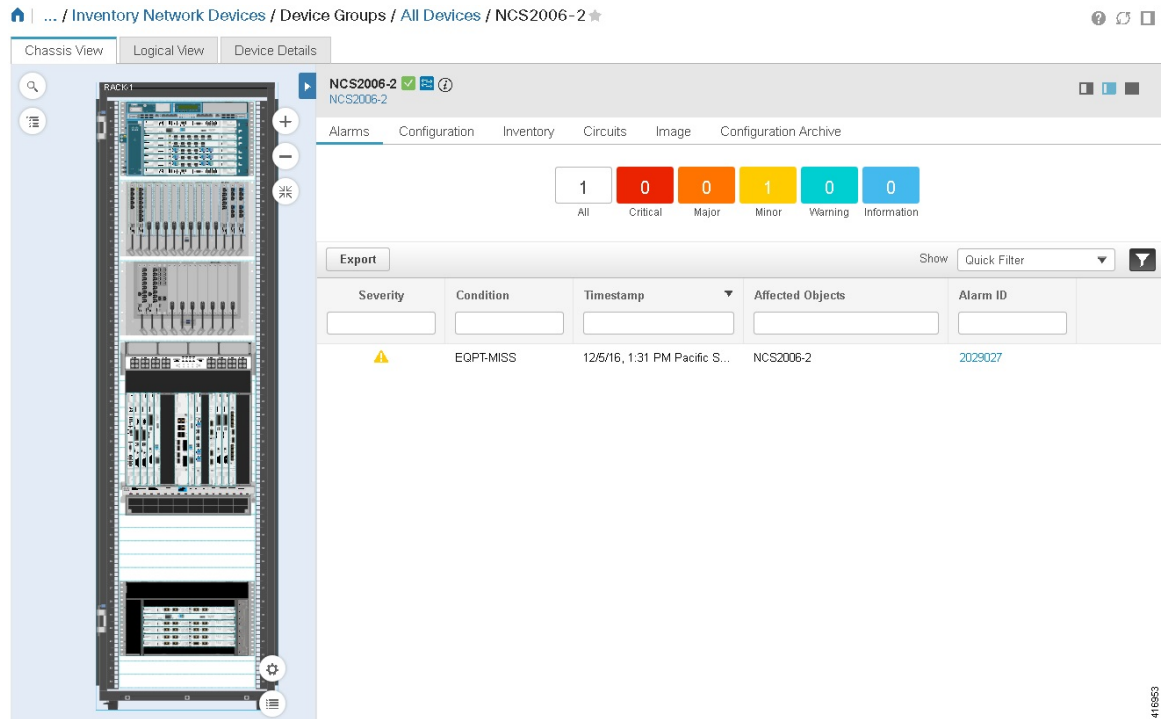 ... / Inventory Network Devices / Device Groups / All Devices / NCS2006-2
Chassis View Logical View Device Details
RACK-1
NCS2006-2
NCS2006-2
Alarms Configuration Inventory Circuits Image Configuration Archive
1 0 0 1 0 0
All Critical Major Minor Warning Information
Export Show Quick Filter
Severity Condition Timestamp Affected Objects Alarm ID
EQPT-MISS 12/5/16, 1:31 PM Pacific S... NCS2006-2 2029027
416953